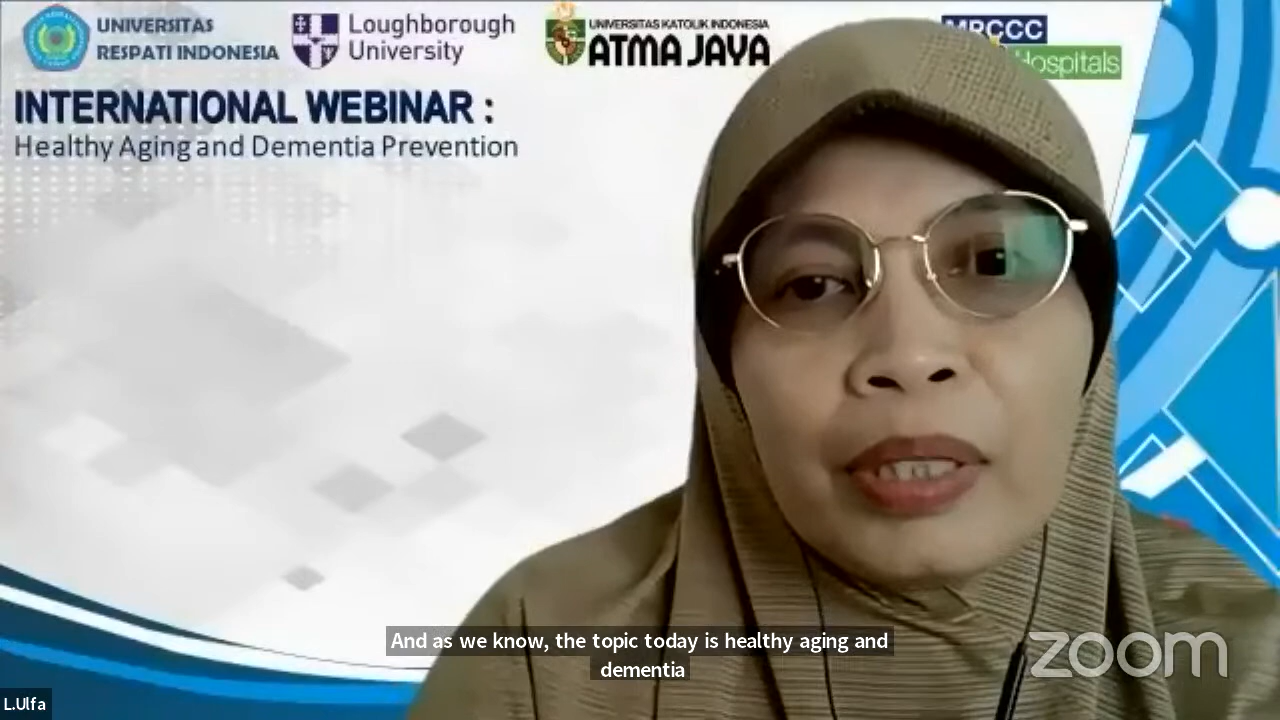 UNIVERSITAS
RESPATI INDONESIA
Loughborough
University
UNIVERSITAS KATOLIK INDONESIA
ATMA JAYA
MRCCC
Hospitals
INTERNATIONAL WEBINAR :
Healthy Aging and Dementia Prevention
And as we know, the topic today is healthy aging and
dementia
zoom
L.Ulfa